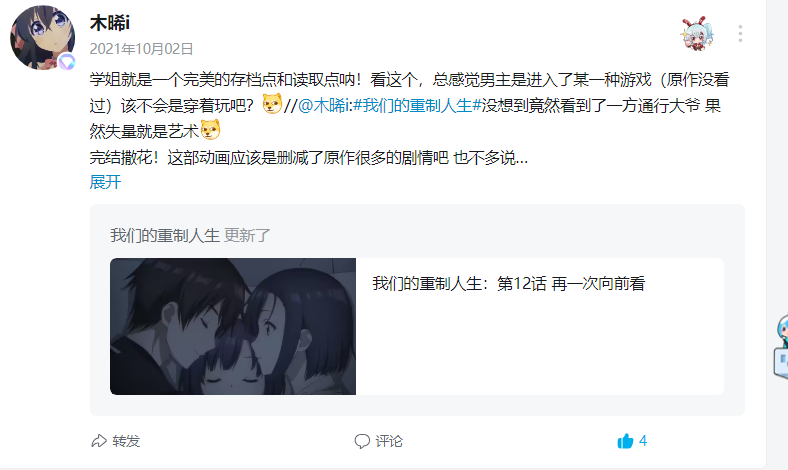 木晞i
2021年10月02日
学姐就是一个完美的存档点和读取点呐！看这个，总感觉男主是进入了某一种游戏（原作没看
过）该不会是穿着玩吧？//@木晞i:#我们的重制人生#没想到竟然看到了一方通行大爷 果
然失量就是艺术
完结撒花！这部动画应该是删减了原作很多的剧情吧 也不多说...
展开
我们的重制人生 更新了
我们的重制人生：第12话 再一次向前看
转发
评论
4